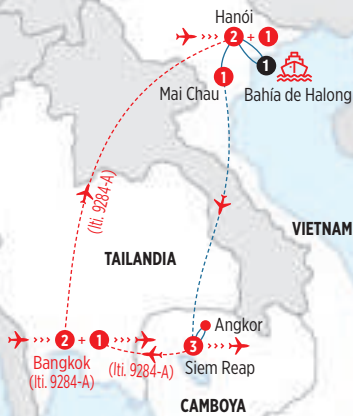 Hanói
2 + 1
1
1
Mai Chau
Bahía de Halong
(Iti. 9284-A)
VIETNAM
TAILANDIA
Angkor
2 + 1
3
Bangkok
(Iti. 9284-A)
(Iti. 9284-A)
Siem Reap
CAMBOYA